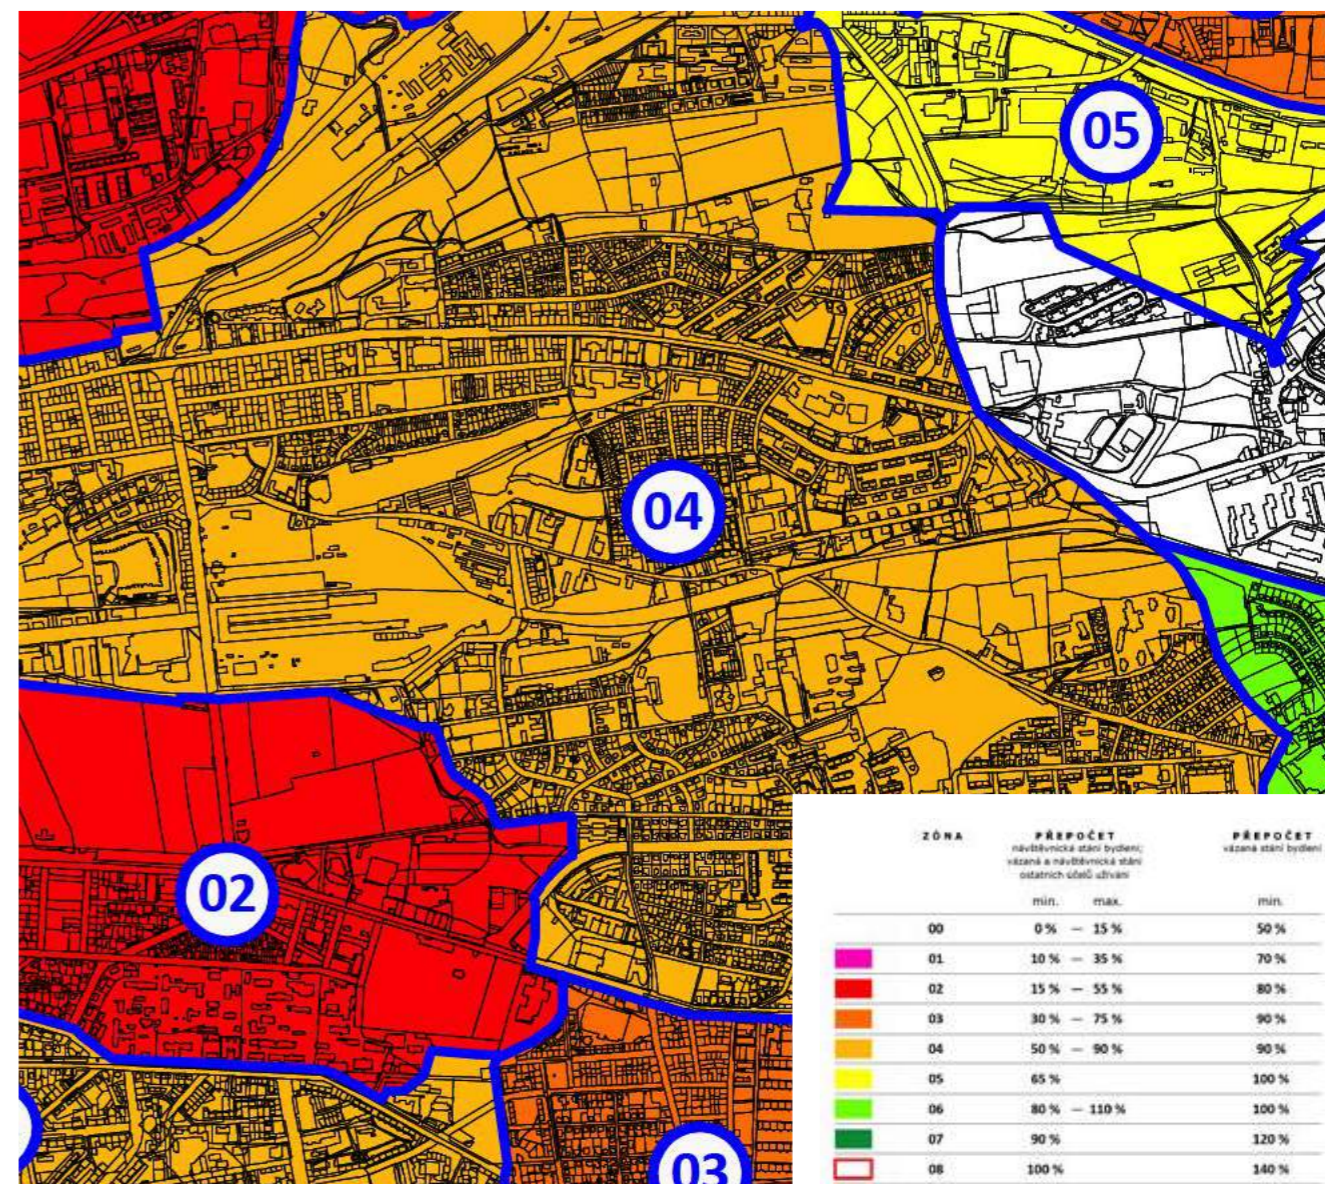 05
04
02
03
ZÓNA PŘEPOČET PŘEPOČET
návštěvnická stání bydlení; vázaná stání bydlení
vázaná a návštěvnická stání
ostatních účelů užívání
min. max. min.
00 0 % — 15 % 50 %
01 10 % — 35 % 70 %
02 15 % — 55 % 80 %
03 30 % — 75 % 90 %
04 50 % — 90 % 90 %
05 65 % 100 %
06 80 % — 110 % 100 %
07 90 % 120 %
08 100 % 140 %